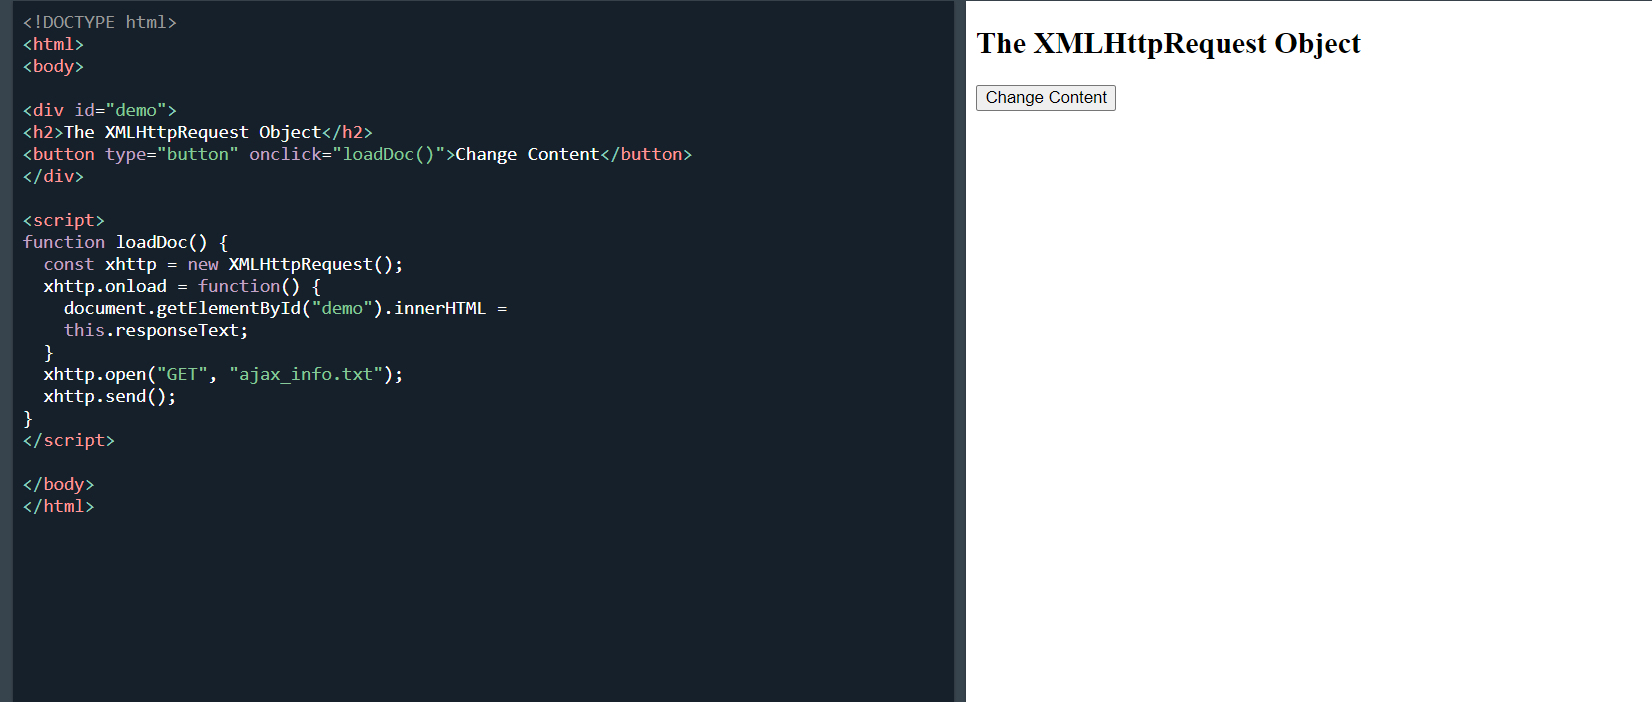 <!DOCTYPE html>
<html>
<body>
<div id="demo">
<h2>The XMLHttpRequest Object</h2>
<button type="button" onclick="loadDoc()">Change Content</button>
</div>
<script>
function loadDoc() {
  const xhttp = new XMLHttpRequest();
  xhttp.onload = function() {
    document.getElementById("demo").innerHTML =
    this.responseText;
  }
  xhttp.open("GET", "ajax_info.txt");
  xhttp.send();
}
</script>
</body>
</html>
The XMLHttpRequest Object
Change Content